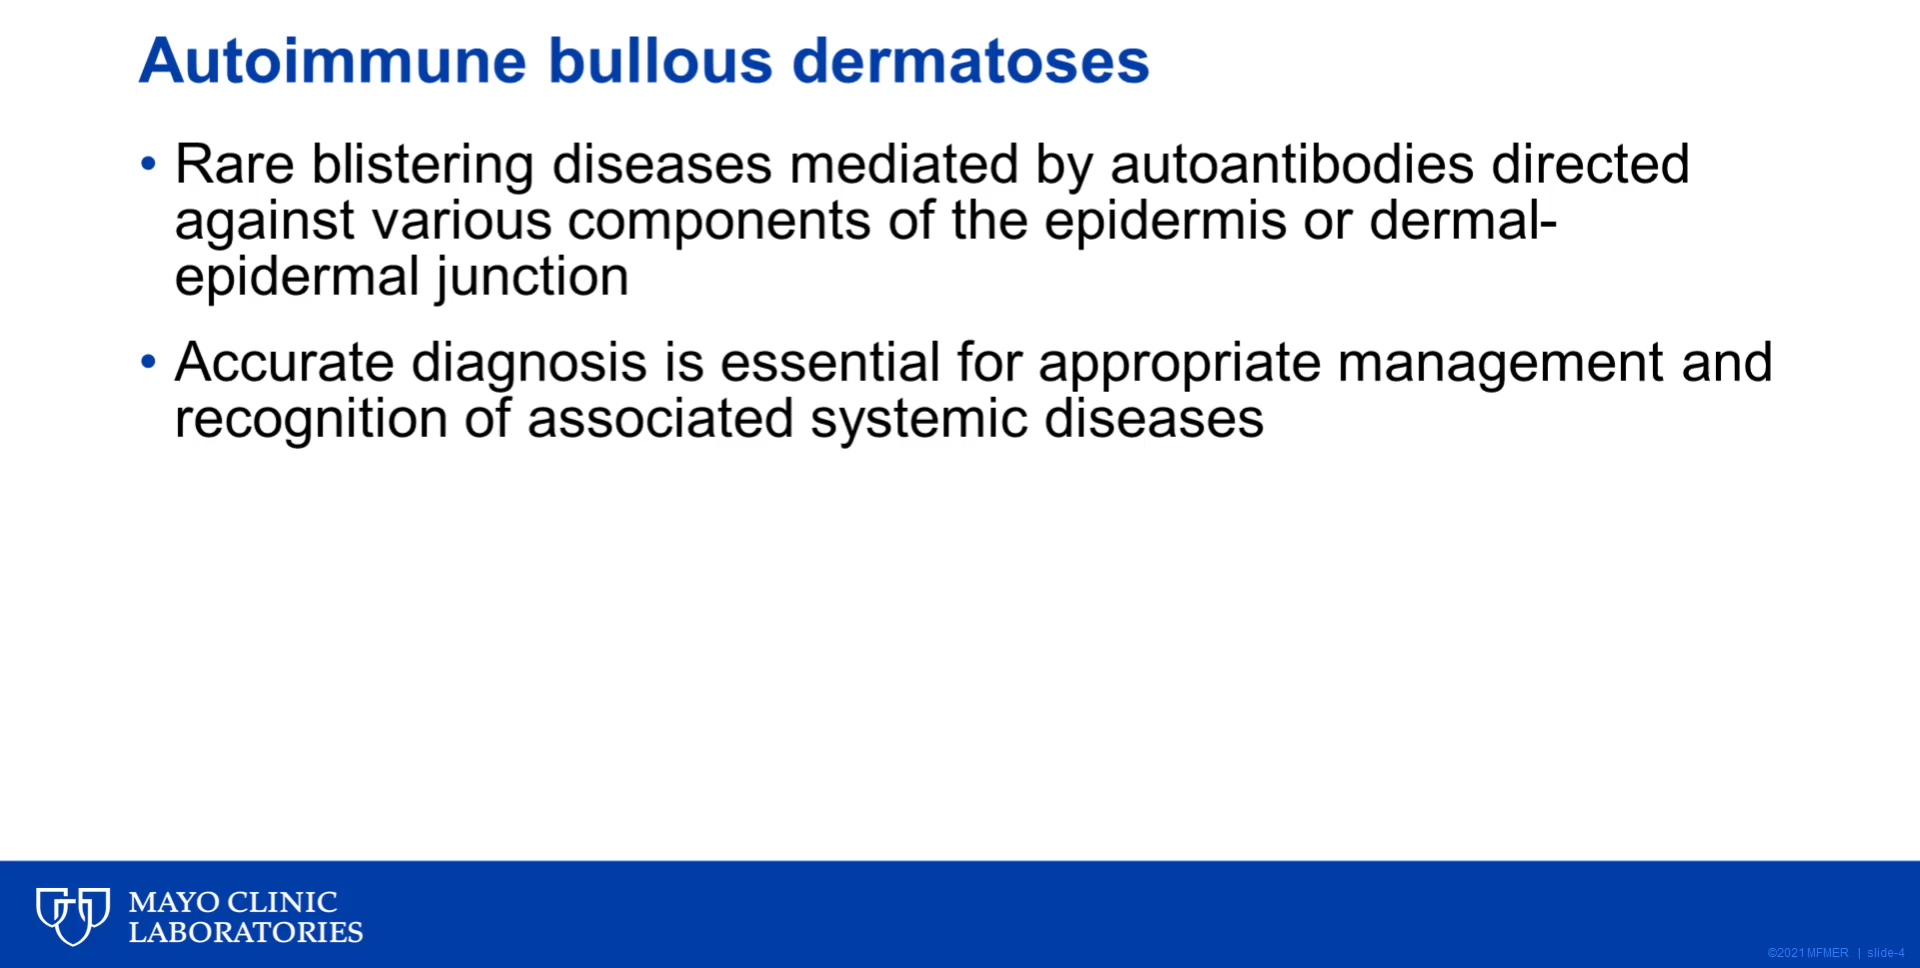 Autoimmune bullous dermatoses
• Rare blistering diseases mediated by autoantibodies directed
against various components of the epidermis or dermal-
epidermal junction
• Accurate diagnosis is essential for appropriate management and
recognition of associated systemic diseases
MAYO CLINIC
LABORATORIES
©2021 MFMER | slide-4